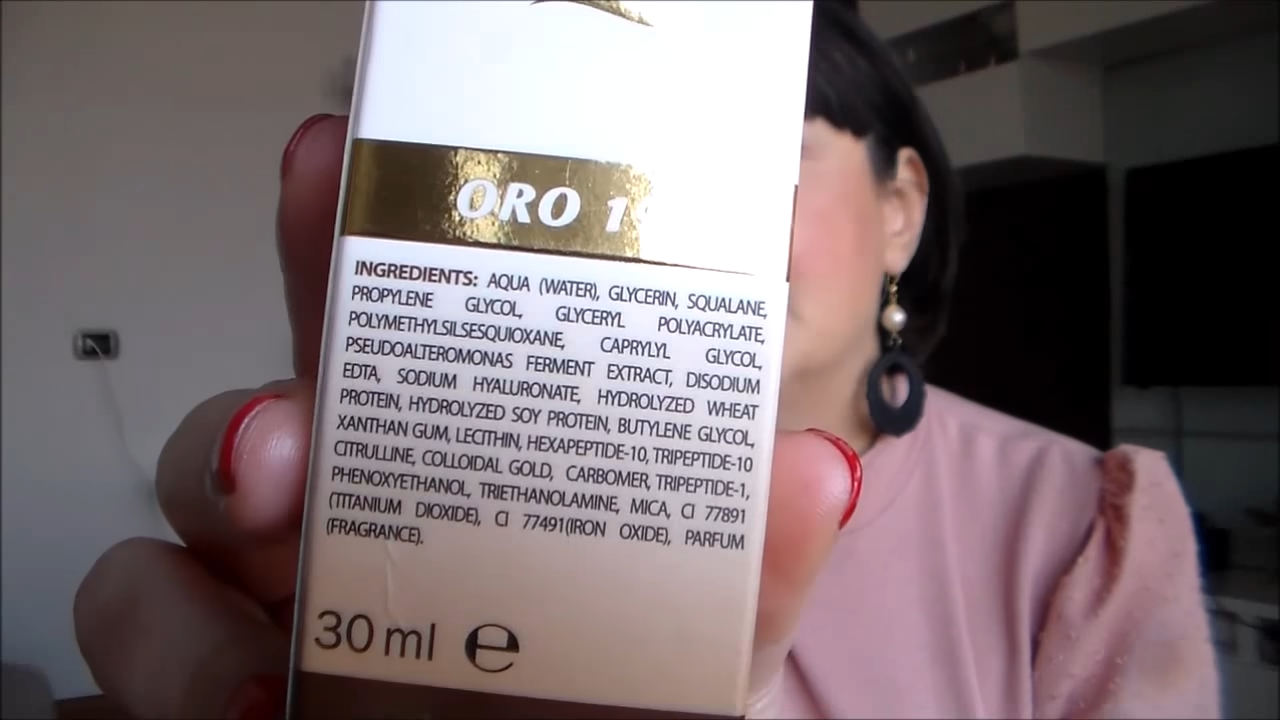 ORO 1
INGREDIENTS: AQUA (WATER), GLYCERIN, SQUALANE,
PROPYLENE GLYCOL, GLYCERYL POLYACRYLATE,
POLYMETHYLSILSESQUIOXANE, CAPRYLYL GLYCOL,
PSEUDOALTEROMONAS FERMENT EXTRACT, DISODIUM
EDTA, SODIUM HYALURONATE, HYDROLYZED WHEAT
PROTEIN, HYDROLYZED SOY PROTEIN, BUTYLENE GLYCOL,
XANTHAN GUM, LECITHIN, HEXAPEPTIDE-10, TRIPEPTIDE-10
CITRULLINE, COLLOIDAL GOLD, CARBOMER, TRIPEPTIDE-1,
PHENOXYETHANOL, TRIETHANOLAMINE, MICA, CI 77891
(TITANIUM DIOXIDE), CI 77491(IRON OXIDE), PARFUM
(FRAGRANCE).
30 ml e